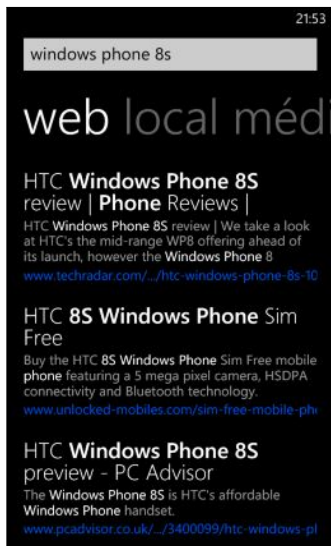 21:53
windows phone 8s
web local médi
HTC Windows Phone 8S
review | Phone Reviews |
HTC Windows Phone 8S review | We take a look
at HTC's the mid-range WP8 offering ahead of
its launch, however the Windows Phone 8
www.techradar.com/.../htc-windows-phone-8s-10
HTC 8S Windows Phone Sim
Free
Buy the HTC 8S Windows Phone Sim Free mobile
phone featuring a 5 mega pixel camera, HSDPA
connectivity and Bluetooth technology.
www.unlocked-mobiles.com/sim-free-mobile-pho
HTC Windows Phone 8S
preview - PC Advisor
The Windows Phone 8S is HTC's affordable
Windows Phone handset.
www.pcadvisor.co.uk/.../3400099/htc-windows-pl